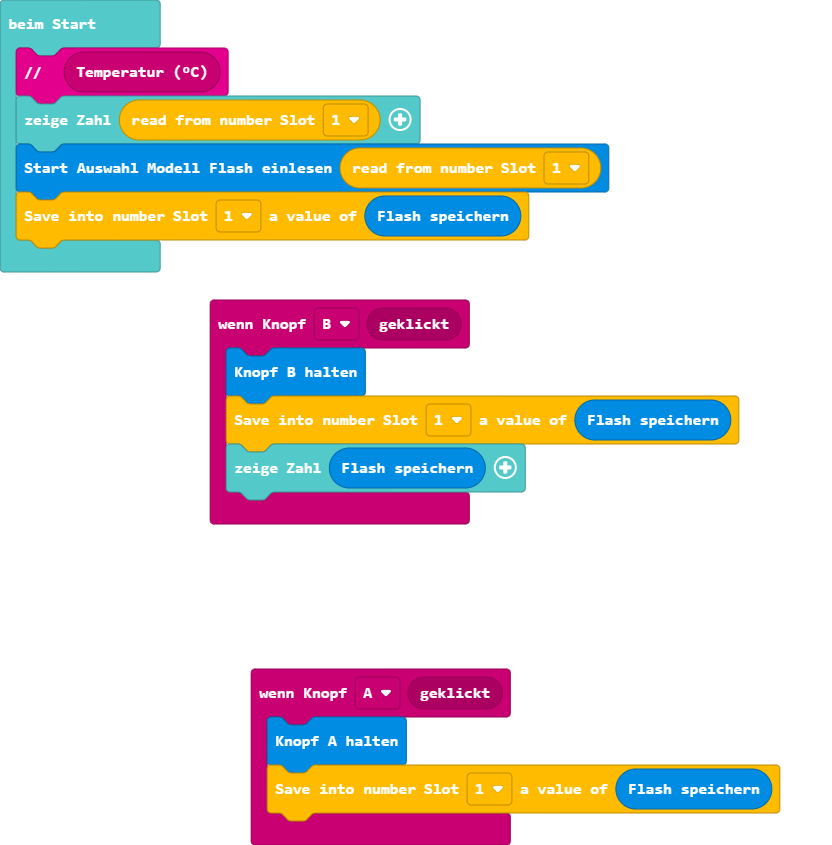 beim Start
// Temperatur (ºC)
zeige Zahl read from number Slot 1
Start Auswahl Modell Flash einlesen read from number Slot 1
Save into number Slot 1 a value of Flash speichern
wenn Knopf B geklickt
Knopf B halten
Save into number Slot 1 a value of Flash speichern
zeige Zahl Flash speichern
wenn Knopf A geklickt
Knopf A halten
Save into number Slot 1 a value of Flash speichern